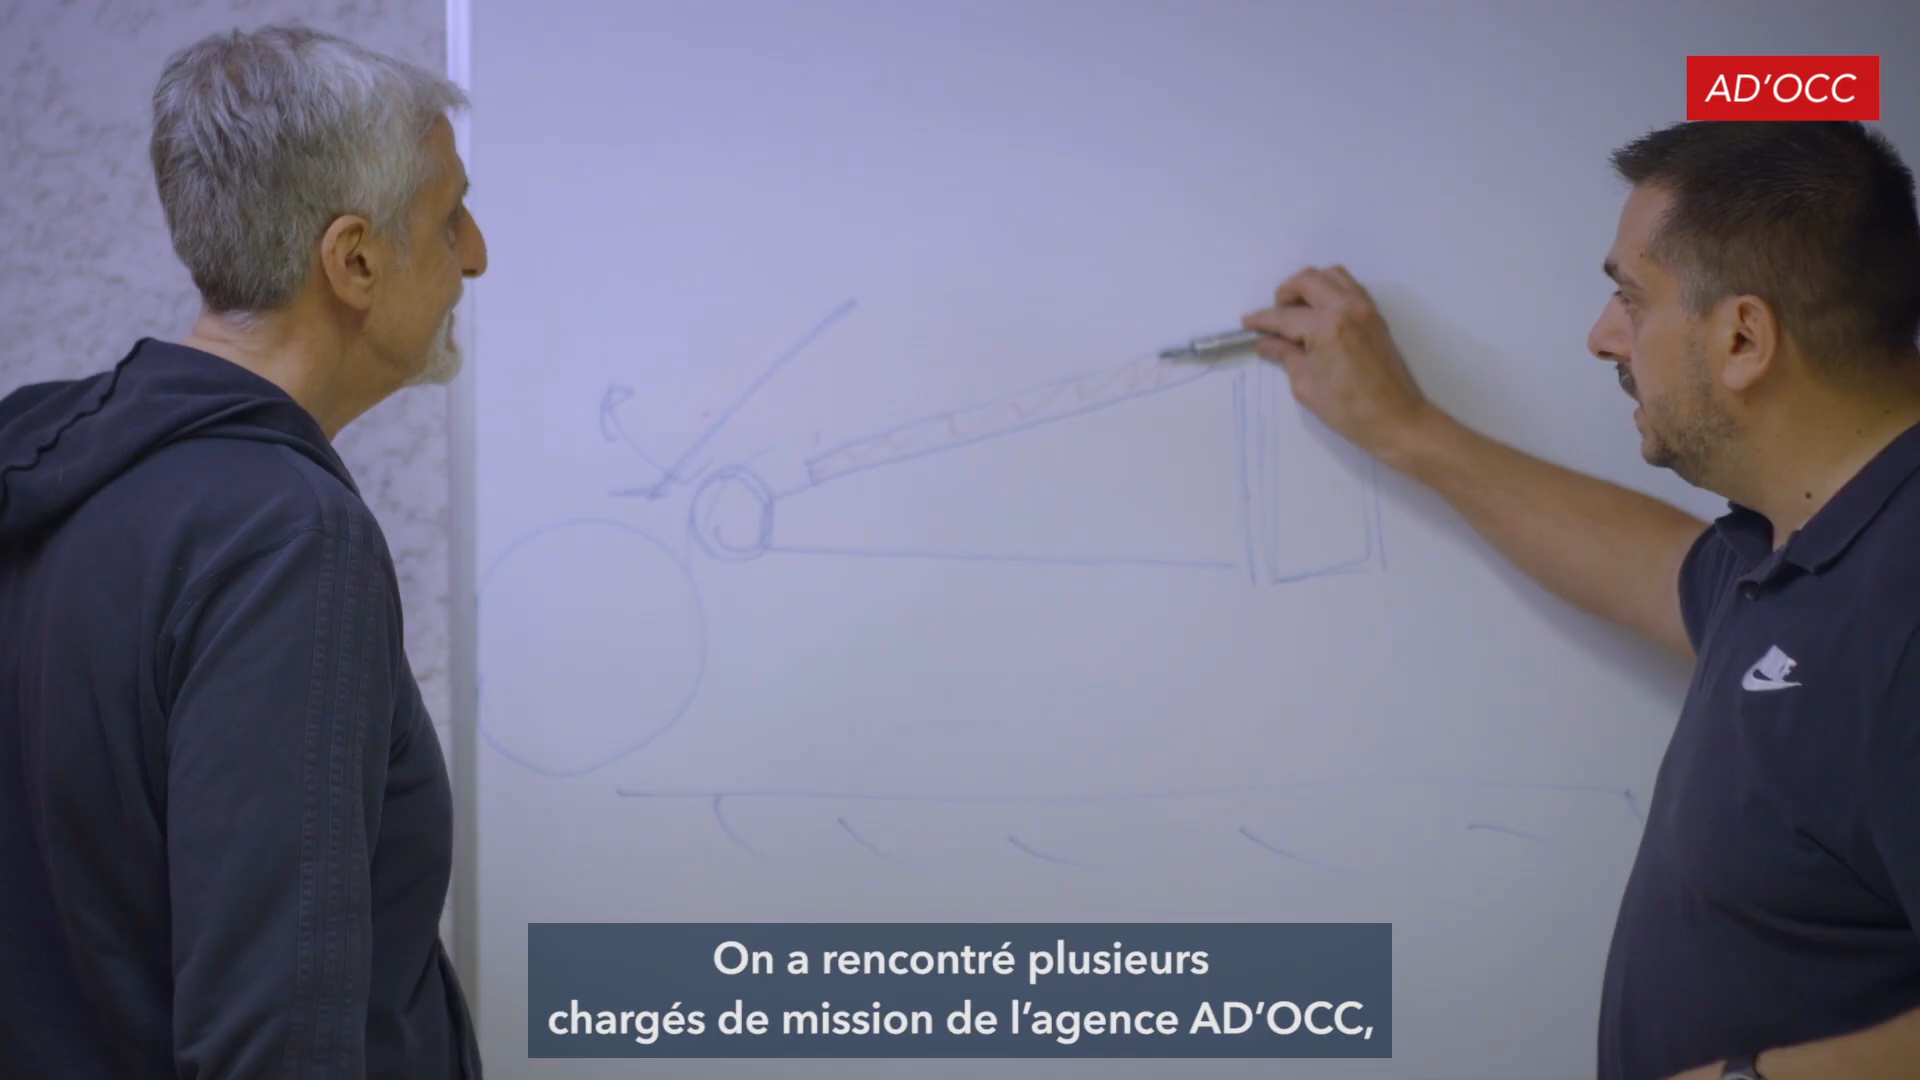 AD'OCC
On a rencontré plusieurs
chargés de mission de l'agence AD'OCC,